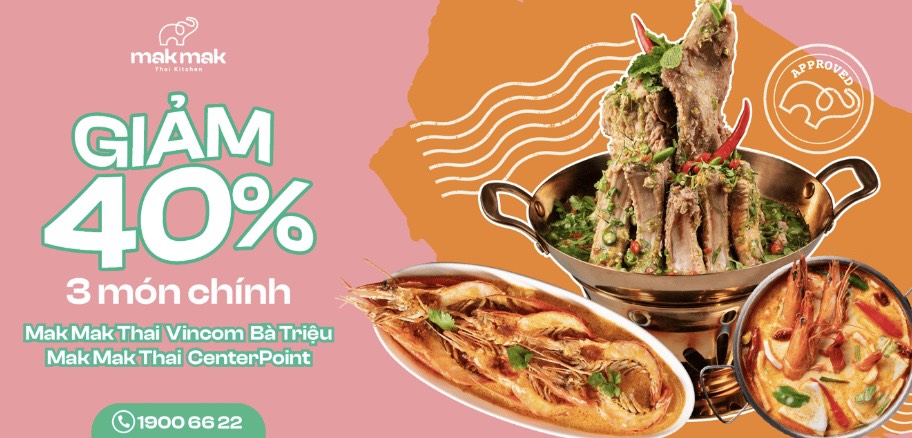 mak mak
Thai Kitchen
GIẢM
40%
3 món chính
Mak Mak Thai Vincom Bà Triệu
Mak Mak Thai CenterPoint
1900 66 22
APPROVED